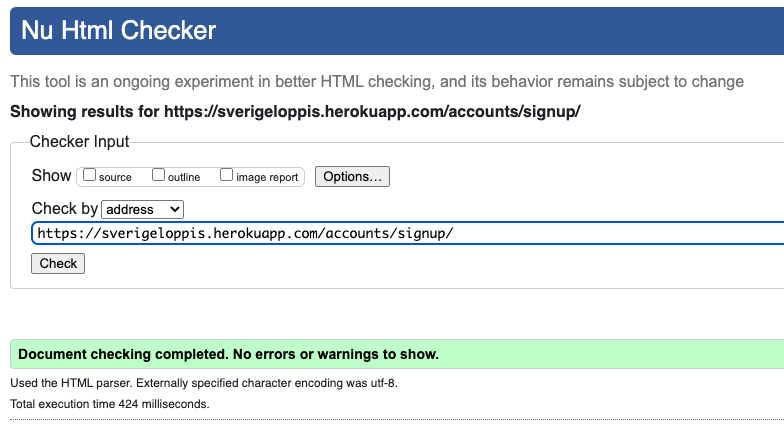 Nu Html Checker
This tool is an ongoing experiment in better HTML checking, and its behavior remains subject to change
Showing results for https://sverigeloppis.herokuapp.com/accounts/signup/
Checker Input
Show source outline image report Options...
Check by address
https://sverigeloppis.herokuapp.com/accounts/signup/
Check
Document checking completed. No errors or warnings to show.
Used the HTML parser. Externally specified character encoding was utf-8.
Total execution time 424 milliseconds.